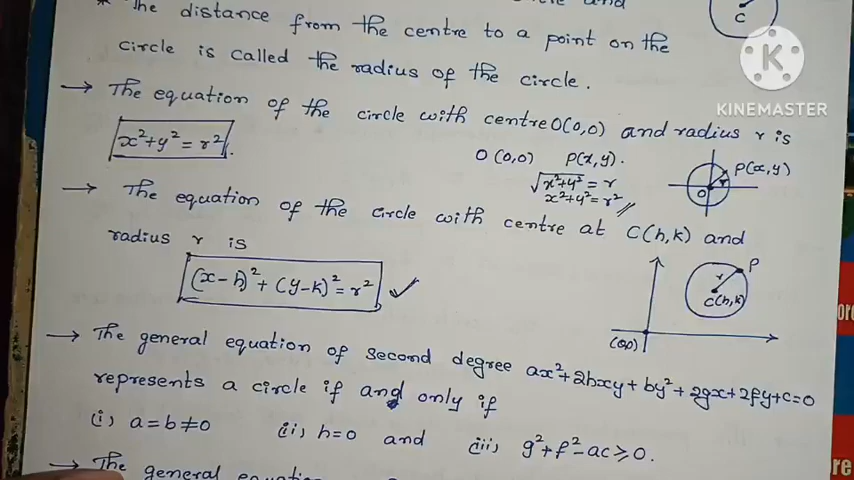 * The distance from the centre to a point on the
circle is called the radius of the circle.
C
KINEMASTER
→ The equation of the circle with centre O(0,0) and radius r is
x²+y²=r².
O (0,0) P(x,y).
√x²+y² = r
x²+y²=r²
P(x,y)
r
O
→ The equation of the circle with centre at C(h,k) and
radius r is
(x-h)²+(y-k)²=r²
P
r
C(h,k)
(0,0)
→ The general equation of second degree ax²+2hxy+by²+2gx+2fy+c=0
represents a circle if and only if
(i) a=b≠0 (ii) h=0 and (iii) g²+f²-ac≥0.
→ The general equation